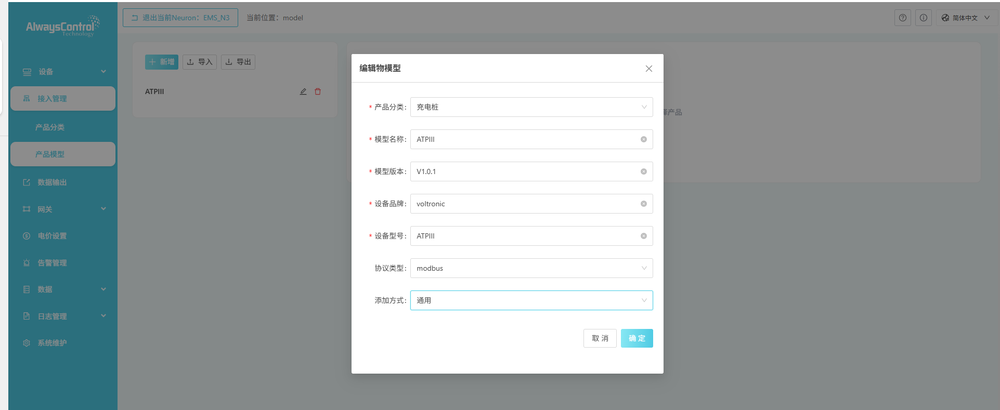 AlwaysControl
Technology
退出当前Neuron：EMS_N3
当前位置：model
简体中文
设备
接入管理
产品分类
产品模型
数据输出
网关
电价设置
告警管理
数据
日志管理
系统维护
新增
导入
导出
ATPIII
择产品
编辑物模型
* 产品分类： 充电桩
* 模型名称： ATPIII
* 模型版本： V1.0.1
* 设备品牌： voltronic
* 设备型号： ATPIII
协议类型： modbus
添加方式： 通用
取 消
确 定